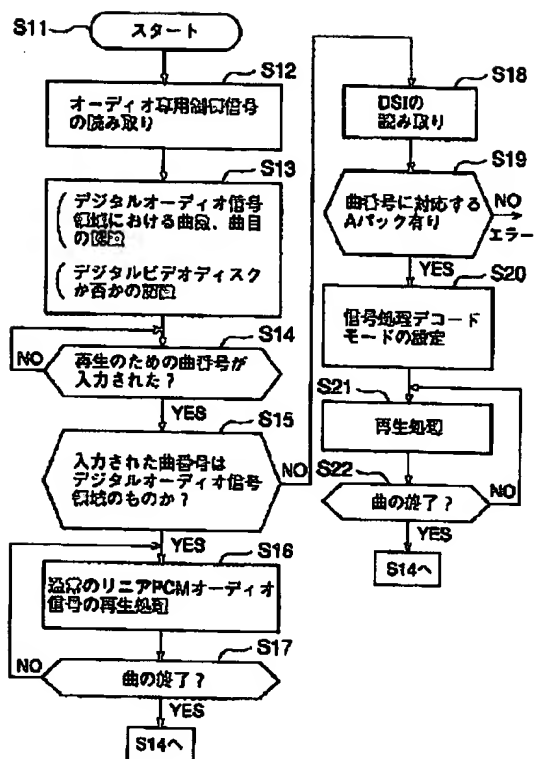 S11
スタート
S12
オーディオ専用制御信号
の読み取り
S13
デジタルオーディオ信号
領域における曲数、曲目
の認識
デジタルビデオディスク
か否かの認識
S14
NO
再生のための曲番号が
入力された?
YES
S15
入力された曲番号は
デジタルオーディオ信号
領域のものか?
NO
YES
S16
通常のリニアPCMオーディオ
信号の再生処理
S17
NO
曲の終了?
YES
S14へ
S18
DSIの
読み取り
S19
曲番号に対応する
Aパック有り
NO
エラー
YES
S20
信号処理デコード
モードの設定
S21
再生処理
S22
曲の終了?
NO
YES
S14へ